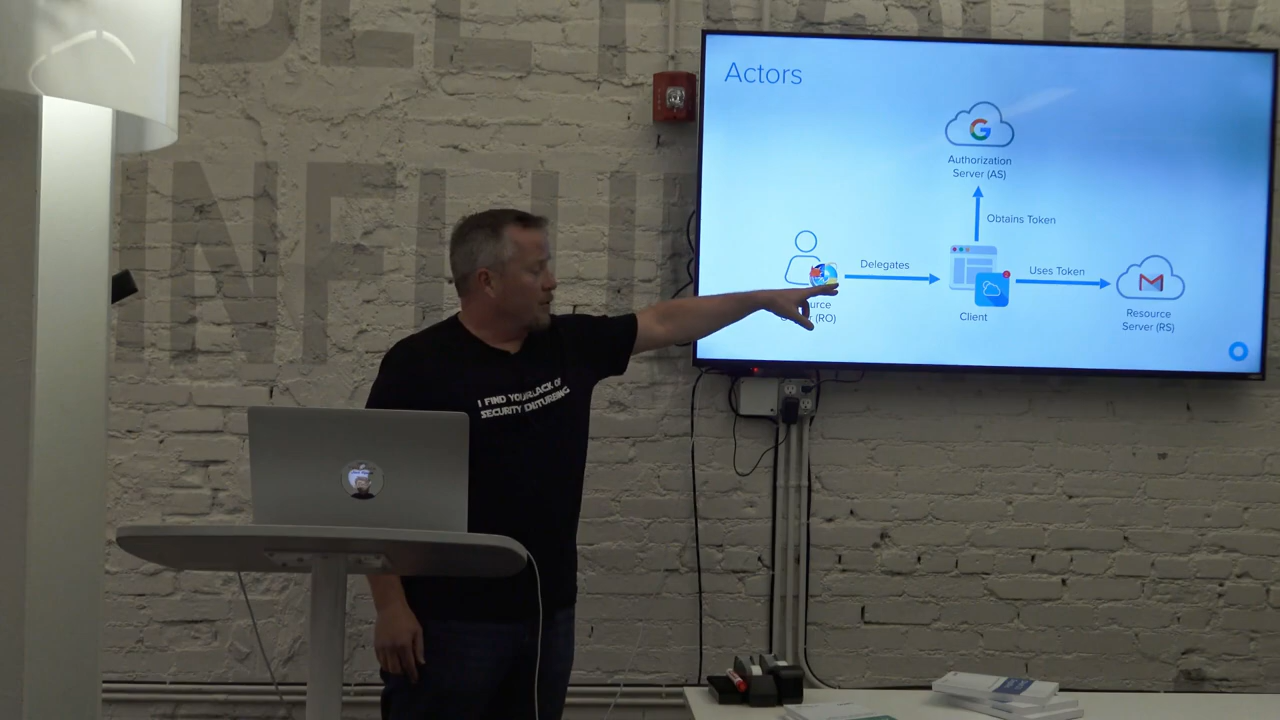 INFLU
Actors
Authorization
Server (AS)
Obtains Token
Delegates
Uses Token
(RO)
Client
Resource
Server (RS)
I FIND YOUR LACK OF
SECURITY DISTURBING